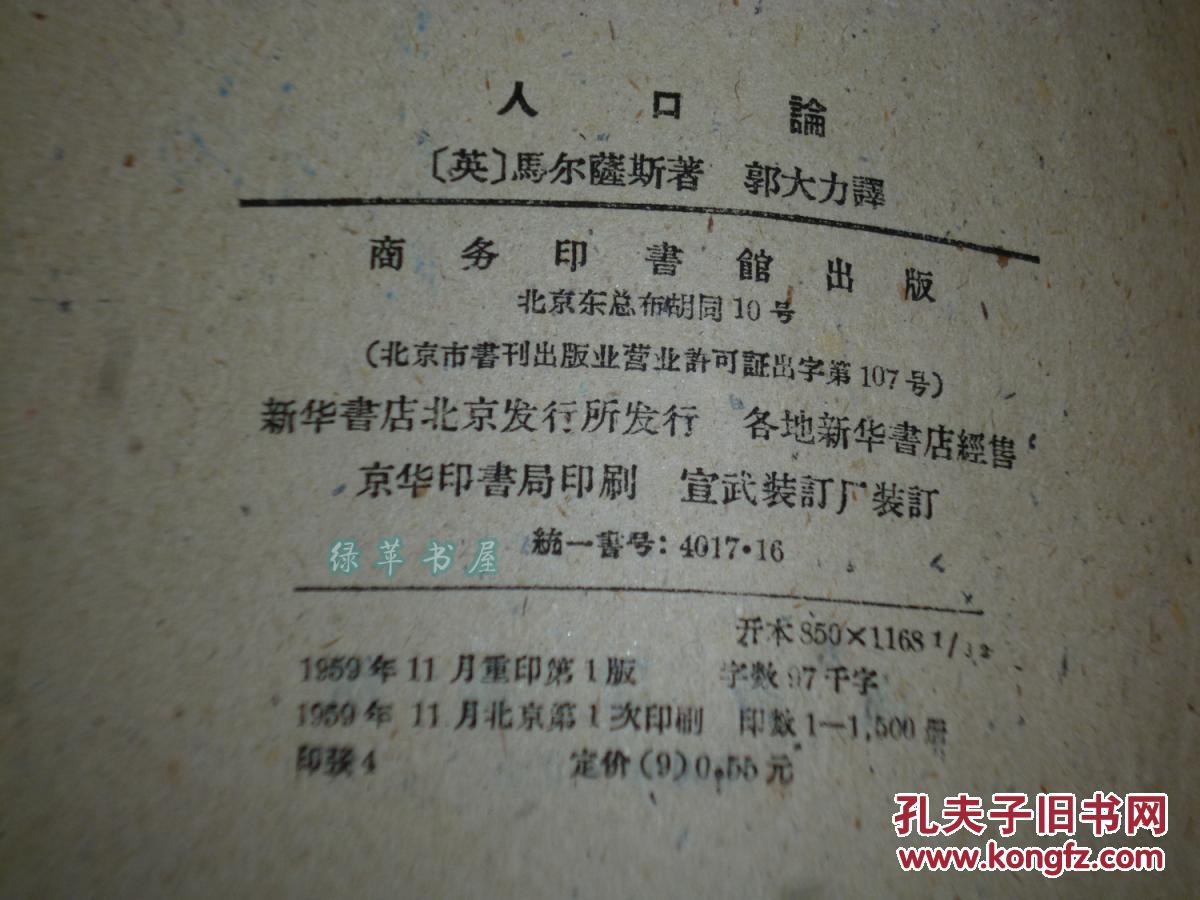 人口論
〔英〕馬尔薩斯著 郭大力譯
商务印書館出版
北京东总布胡同10号
(北京市書刊出版业营业許可証出字第107号)
新华書店北京发行所发行 各地新华書店經售
京华印書局印刷 宣武装訂厂装訂
統一書号:4017·16
绿苹书屋
开本850×1168 1/32
1959年11月重印第1版 字数97千字
1959年11月北京第1次印刷 印数1—1,500册
印张4 定价(9)0.55元
孔夫子旧书网
www.kongfz.com